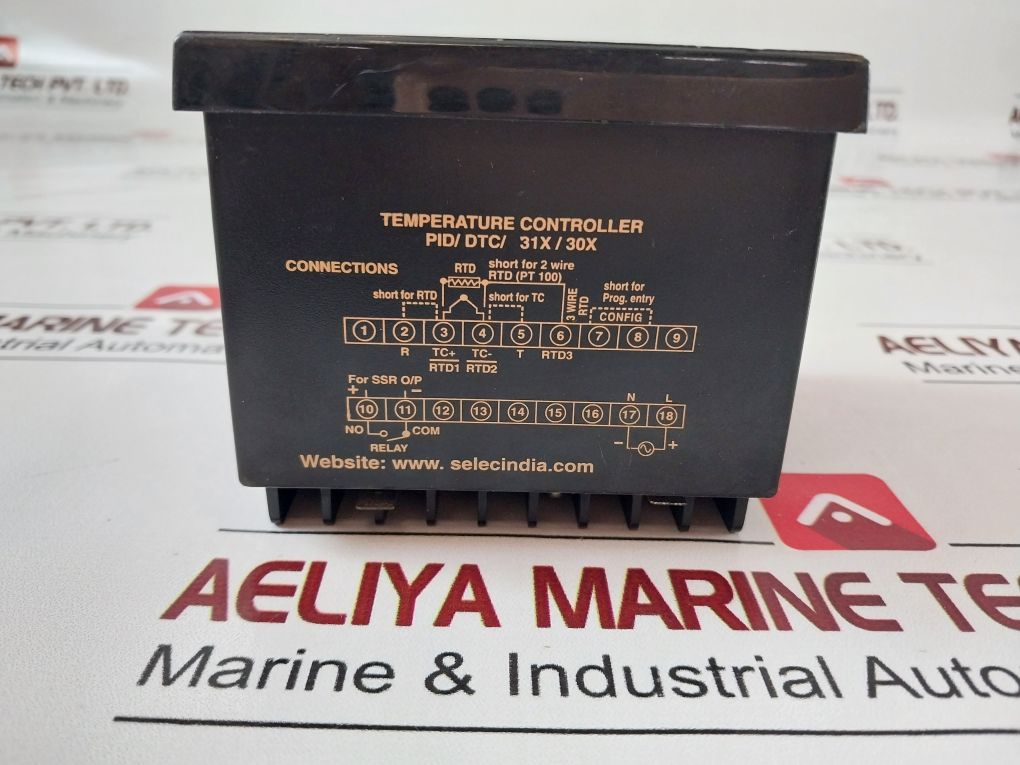 TECH PVT. LTD
TEMPERATURE CONTROLLER
PID/ DTC/ 31X / 30X
CONNECTIONS
RTD
short for 2 wire
RTD (PT 100)
short for RTD
short for TC
3 WIRE
RTD
short for
Prog. entry
CONFIG
1 2 3 4 5 6 7 8 9
R TC+ TC- T RTD3
RTD1 RTD2
For SSR O/P
+ − N L
10 11 12 13 14 15 16 17 18
NO COM − +
RELAY
Website: www. selecindia.com
AELIYA MARINE TE
Marine & Industrial Auto